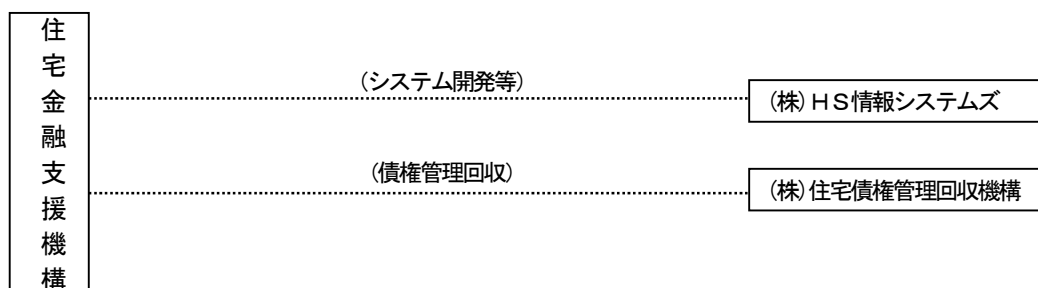 住宅金融支援機構
(システム開発等)
(株)HS情報システムズ
(債権管理回収)
(株)住宅債権管理回収機構